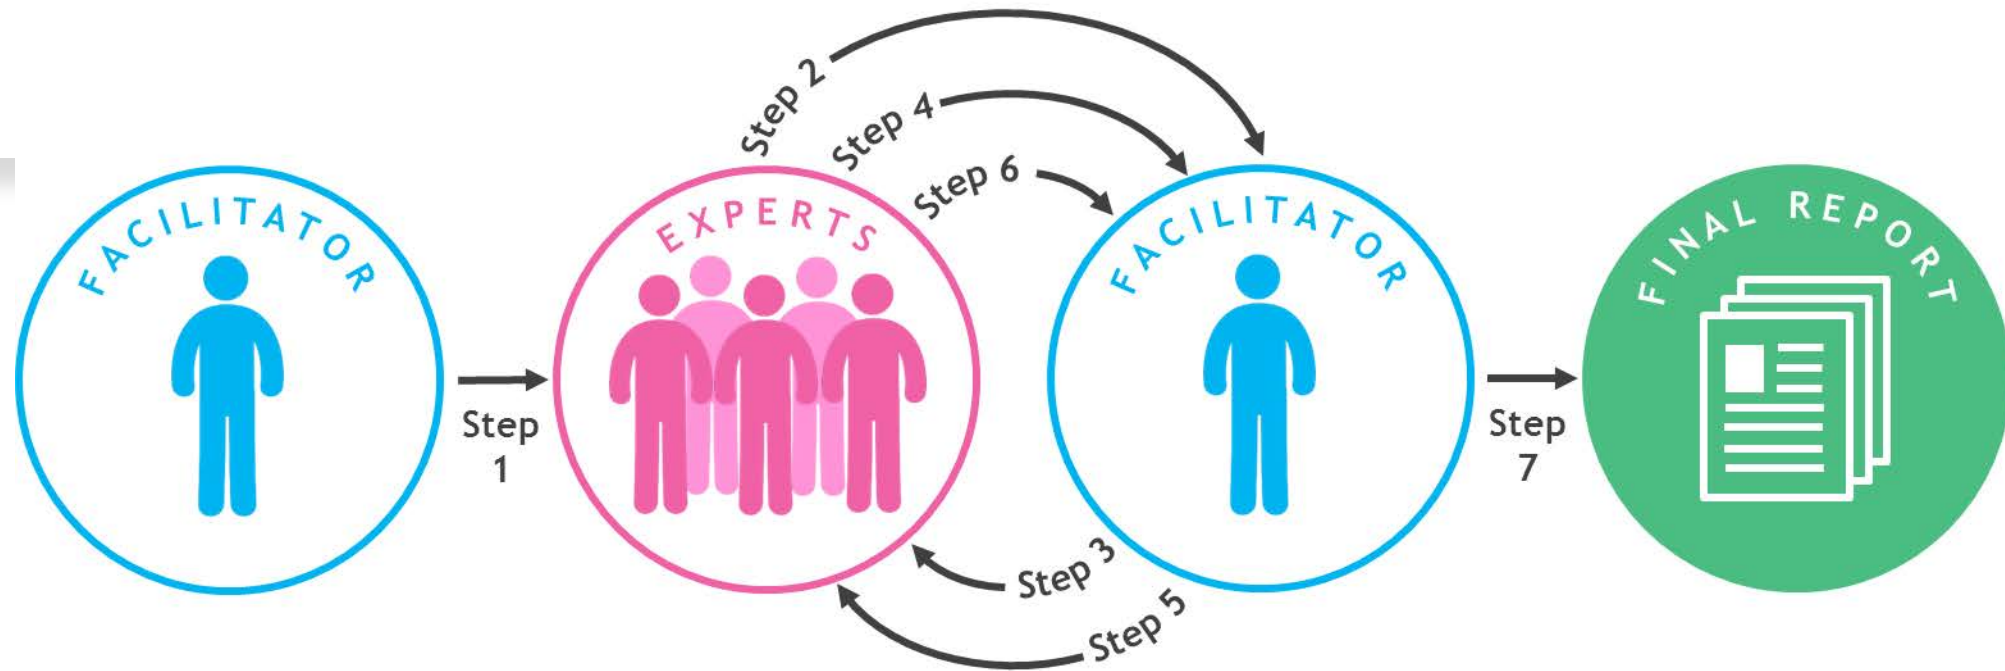 FACILITATOR
Step
1
EXPERTS
Step 2
Step 4
Step 6
Step 3
Step 5
FACILITATOR
Step
7
FINAL REPORT